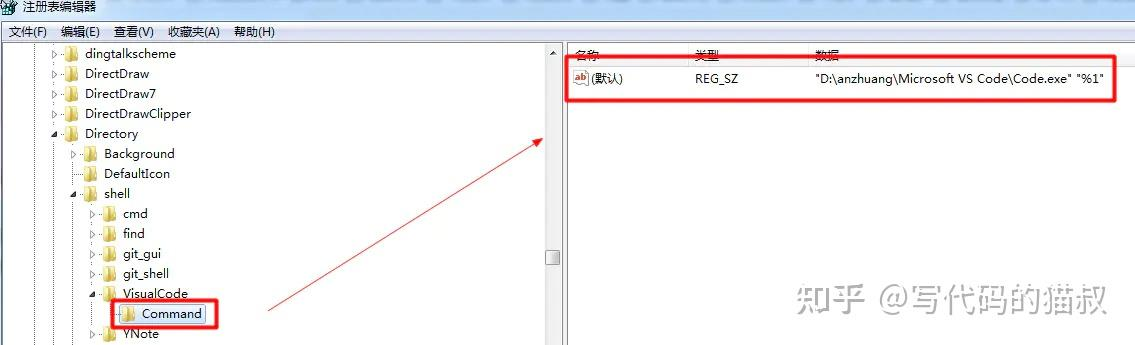 注册表编辑器
文件(F) 编辑(E) 查看(V) 收藏夹(A) 帮助(H)
dingtalkscheme
DirectDraw
DirectDraw7
DirectDrawClipper
Directory
Background
DefaultIcon
shell
cmd
find
git_gui
git_shell
VisualCode
Command
YNote
名称 类型 数据
ab (默认) REG_SZ "D:\anzhuang\Microsoft VS Code\Code.exe" "%1"
知乎 @写代码的猫叔